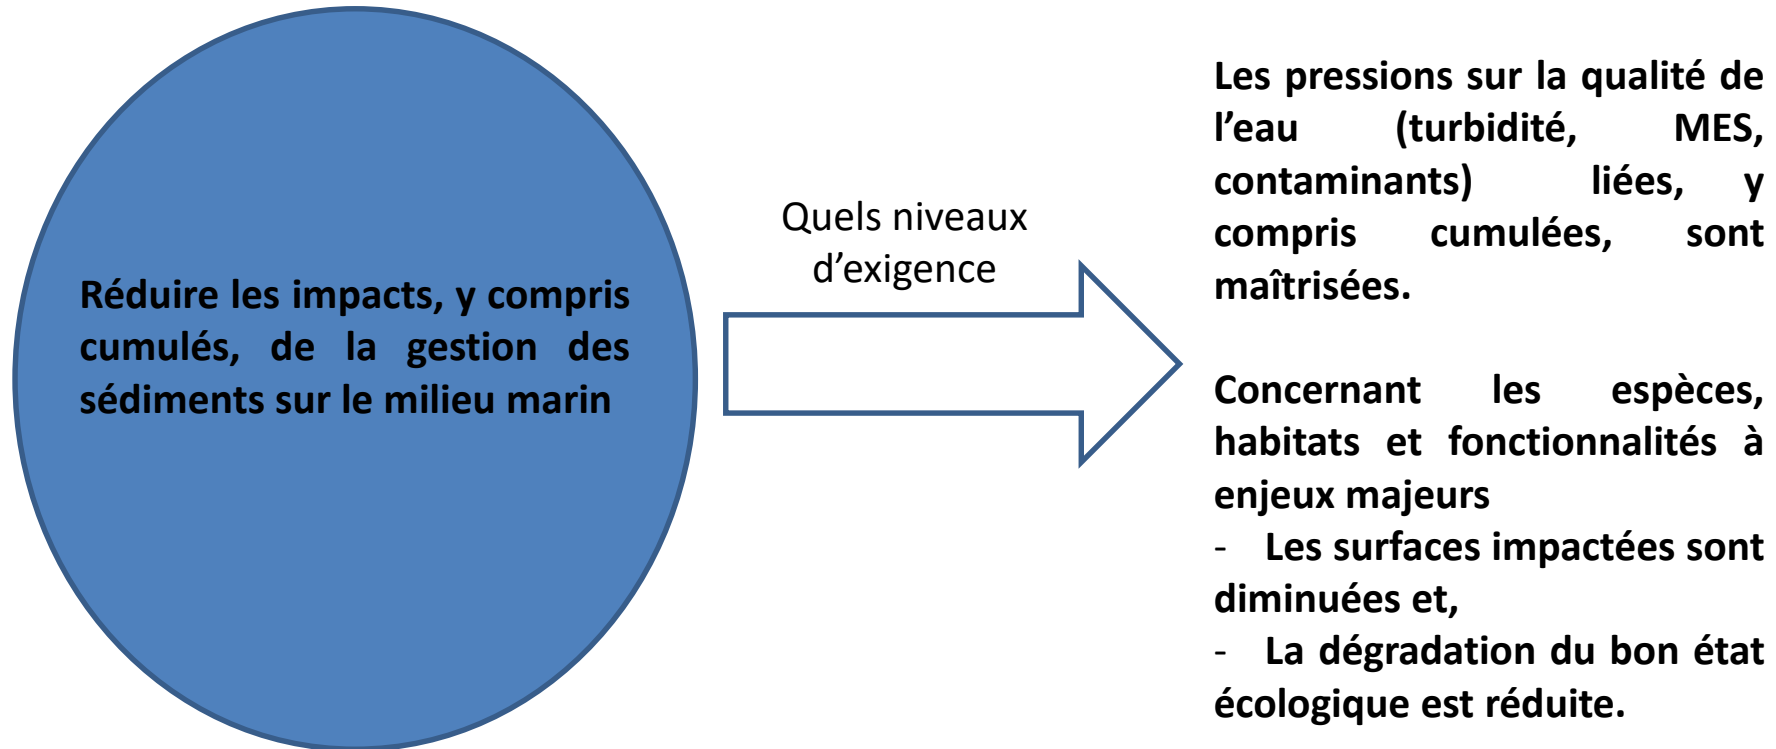 Réduire les impacts, y compris
cumulés, de la gestion des
sédiments sur le milieu marin
Quels niveaux
d’exigence
Les pressions sur la qualité de
l’eau (turbidité, MES,
contaminants) liées, y
compris cumulées, sont
maîtrisées.
Concernant les espèces,
habitats et fonctionnalités à
enjeux majeurs
- Les surfaces impactées sont
diminuées et,
- La dégradation du bon état
écologique est réduite.